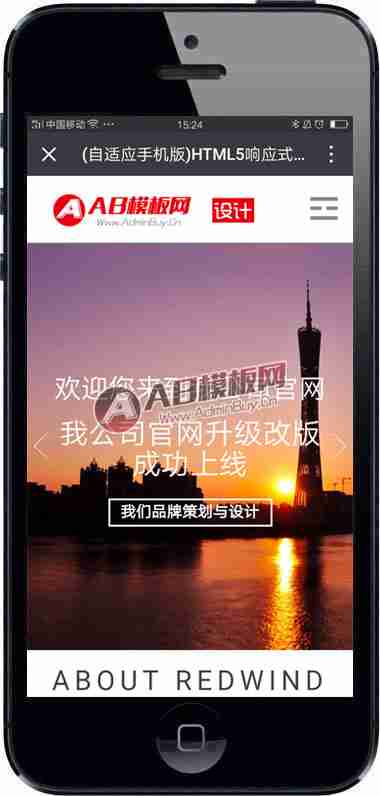 中国移动
15:24
(自适应手机版)HTML5响应式...
AB模板网 设计
www.AdminBuy.Cn
欢迎您来到
官网
AB模板网
www.AdminBuy.Cn
我公司官网升级改版
成功上线
我们品牌策划与设计
ABOUT REDWIND